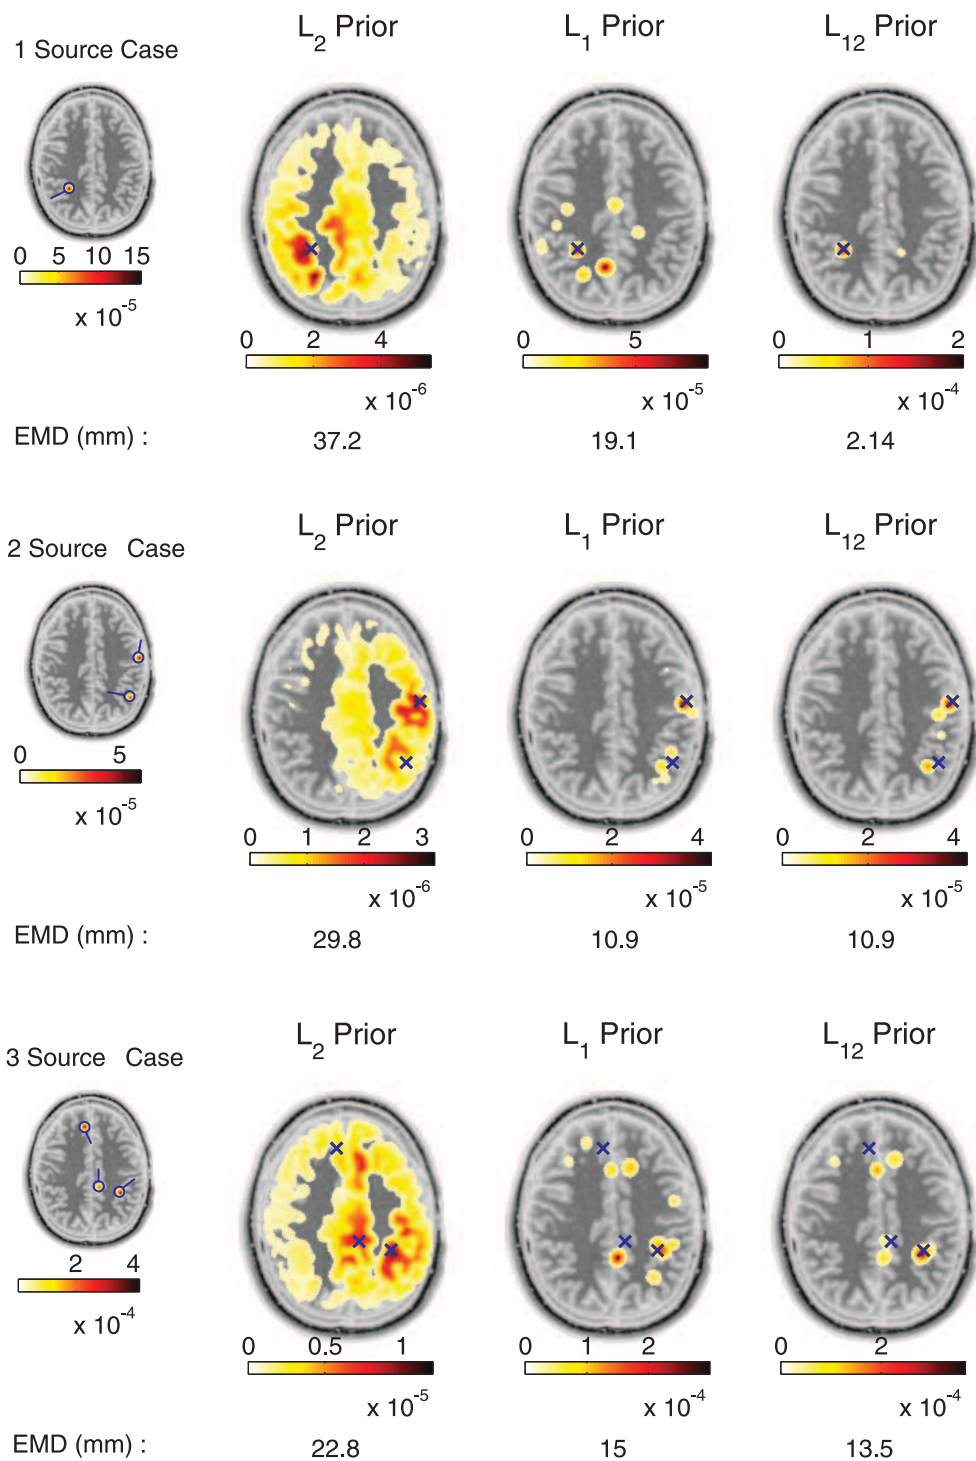 L2 Prior L1 Prior L12 Prior
1 Source Case
0 5 10 15
x 10-5
0 2 4
0 5
0 1 2
x 10-6
x 10-5
x 10-4
EMD (mm) : 37.2 19.1 2.14
L2 Prior L1 Prior L12 Prior
2 Source Case
0 5
x 10-5
0 1 2 3
0 2 4
0 2 4
x 10-6
x 10-5
x 10-5
EMD (mm) : 29.8 10.9 10.9
L2 Prior L1 Prior L12 Prior
3 Source Case
2 4
x 10-4
0 0.5 1
0 1 2
0 2
x 10-5
x 10-4
x 10-4
EMD (mm) : 22.8 15 13.5